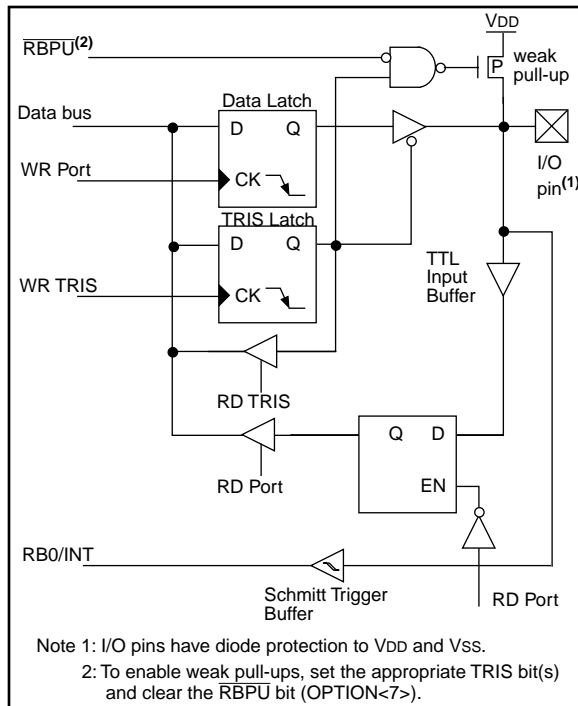 VDD
RBPU(2)
P
weak
pull-up
Data Latch
Data bus
D Q
I/O
pin(1)
WR Port
CK
TRIS Latch
D Q
TTL
Input
Buffer
WR TRIS
CK
RD TRIS
Q D
RD Port
EN
RB0/INT
Schmitt Trigger
Buffer
RD Port
Note 1: I/O pins have diode protection to VDD and VSS.
2: To enable weak pull-ups, set the appropriate TRIS bit(s)
and clear the RBPU bit (OPTION<7>).